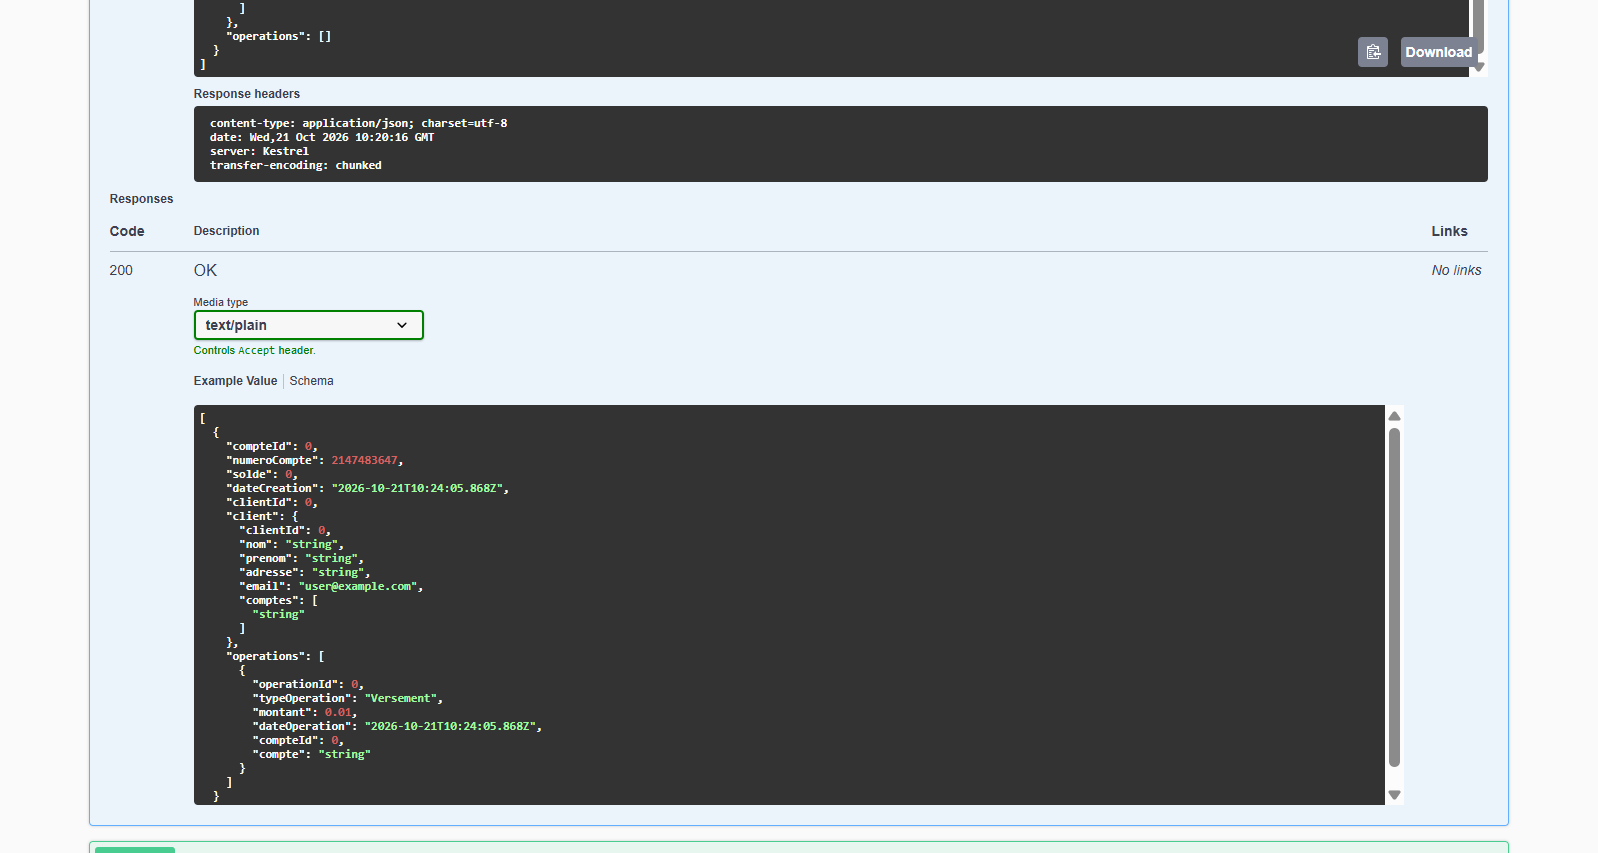 ]
  },
  "operations": []
 }
]
Download
Response headers
content-type: application/json; charset=utf-8
date: Wed,21 Oct 2026 10:20:16 GMT
server: Kestrel
transfer-encoding: chunked
Responses
Code Description Links
200 OK No links
Media type
text/plain
Controls Accept header.
Example Value | Schema
[
  {
    "compteId": 0,
    "numeroCompte": 2147483647,
    "solde": 0,
    "dateCreation": "2026-10-21T10:24:05.868Z",
    "clientId": 0,
    "client": {
      "clientId": 0,
      "nom": "string",
      "prenom": "string",
      "adresse": "string",
      "email": "user@example.com",
      "comptes": [
        "string"
      ]
    },
    "operations": [
      {
        "operationId": 0,
        "typeOperation": "Versement",
        "montant": 0.01,
        "dateOperation": "2026-10-21T10:24:05.868Z",
        "compteId": 0,
        "compte": "string"
      }
    ]
  }